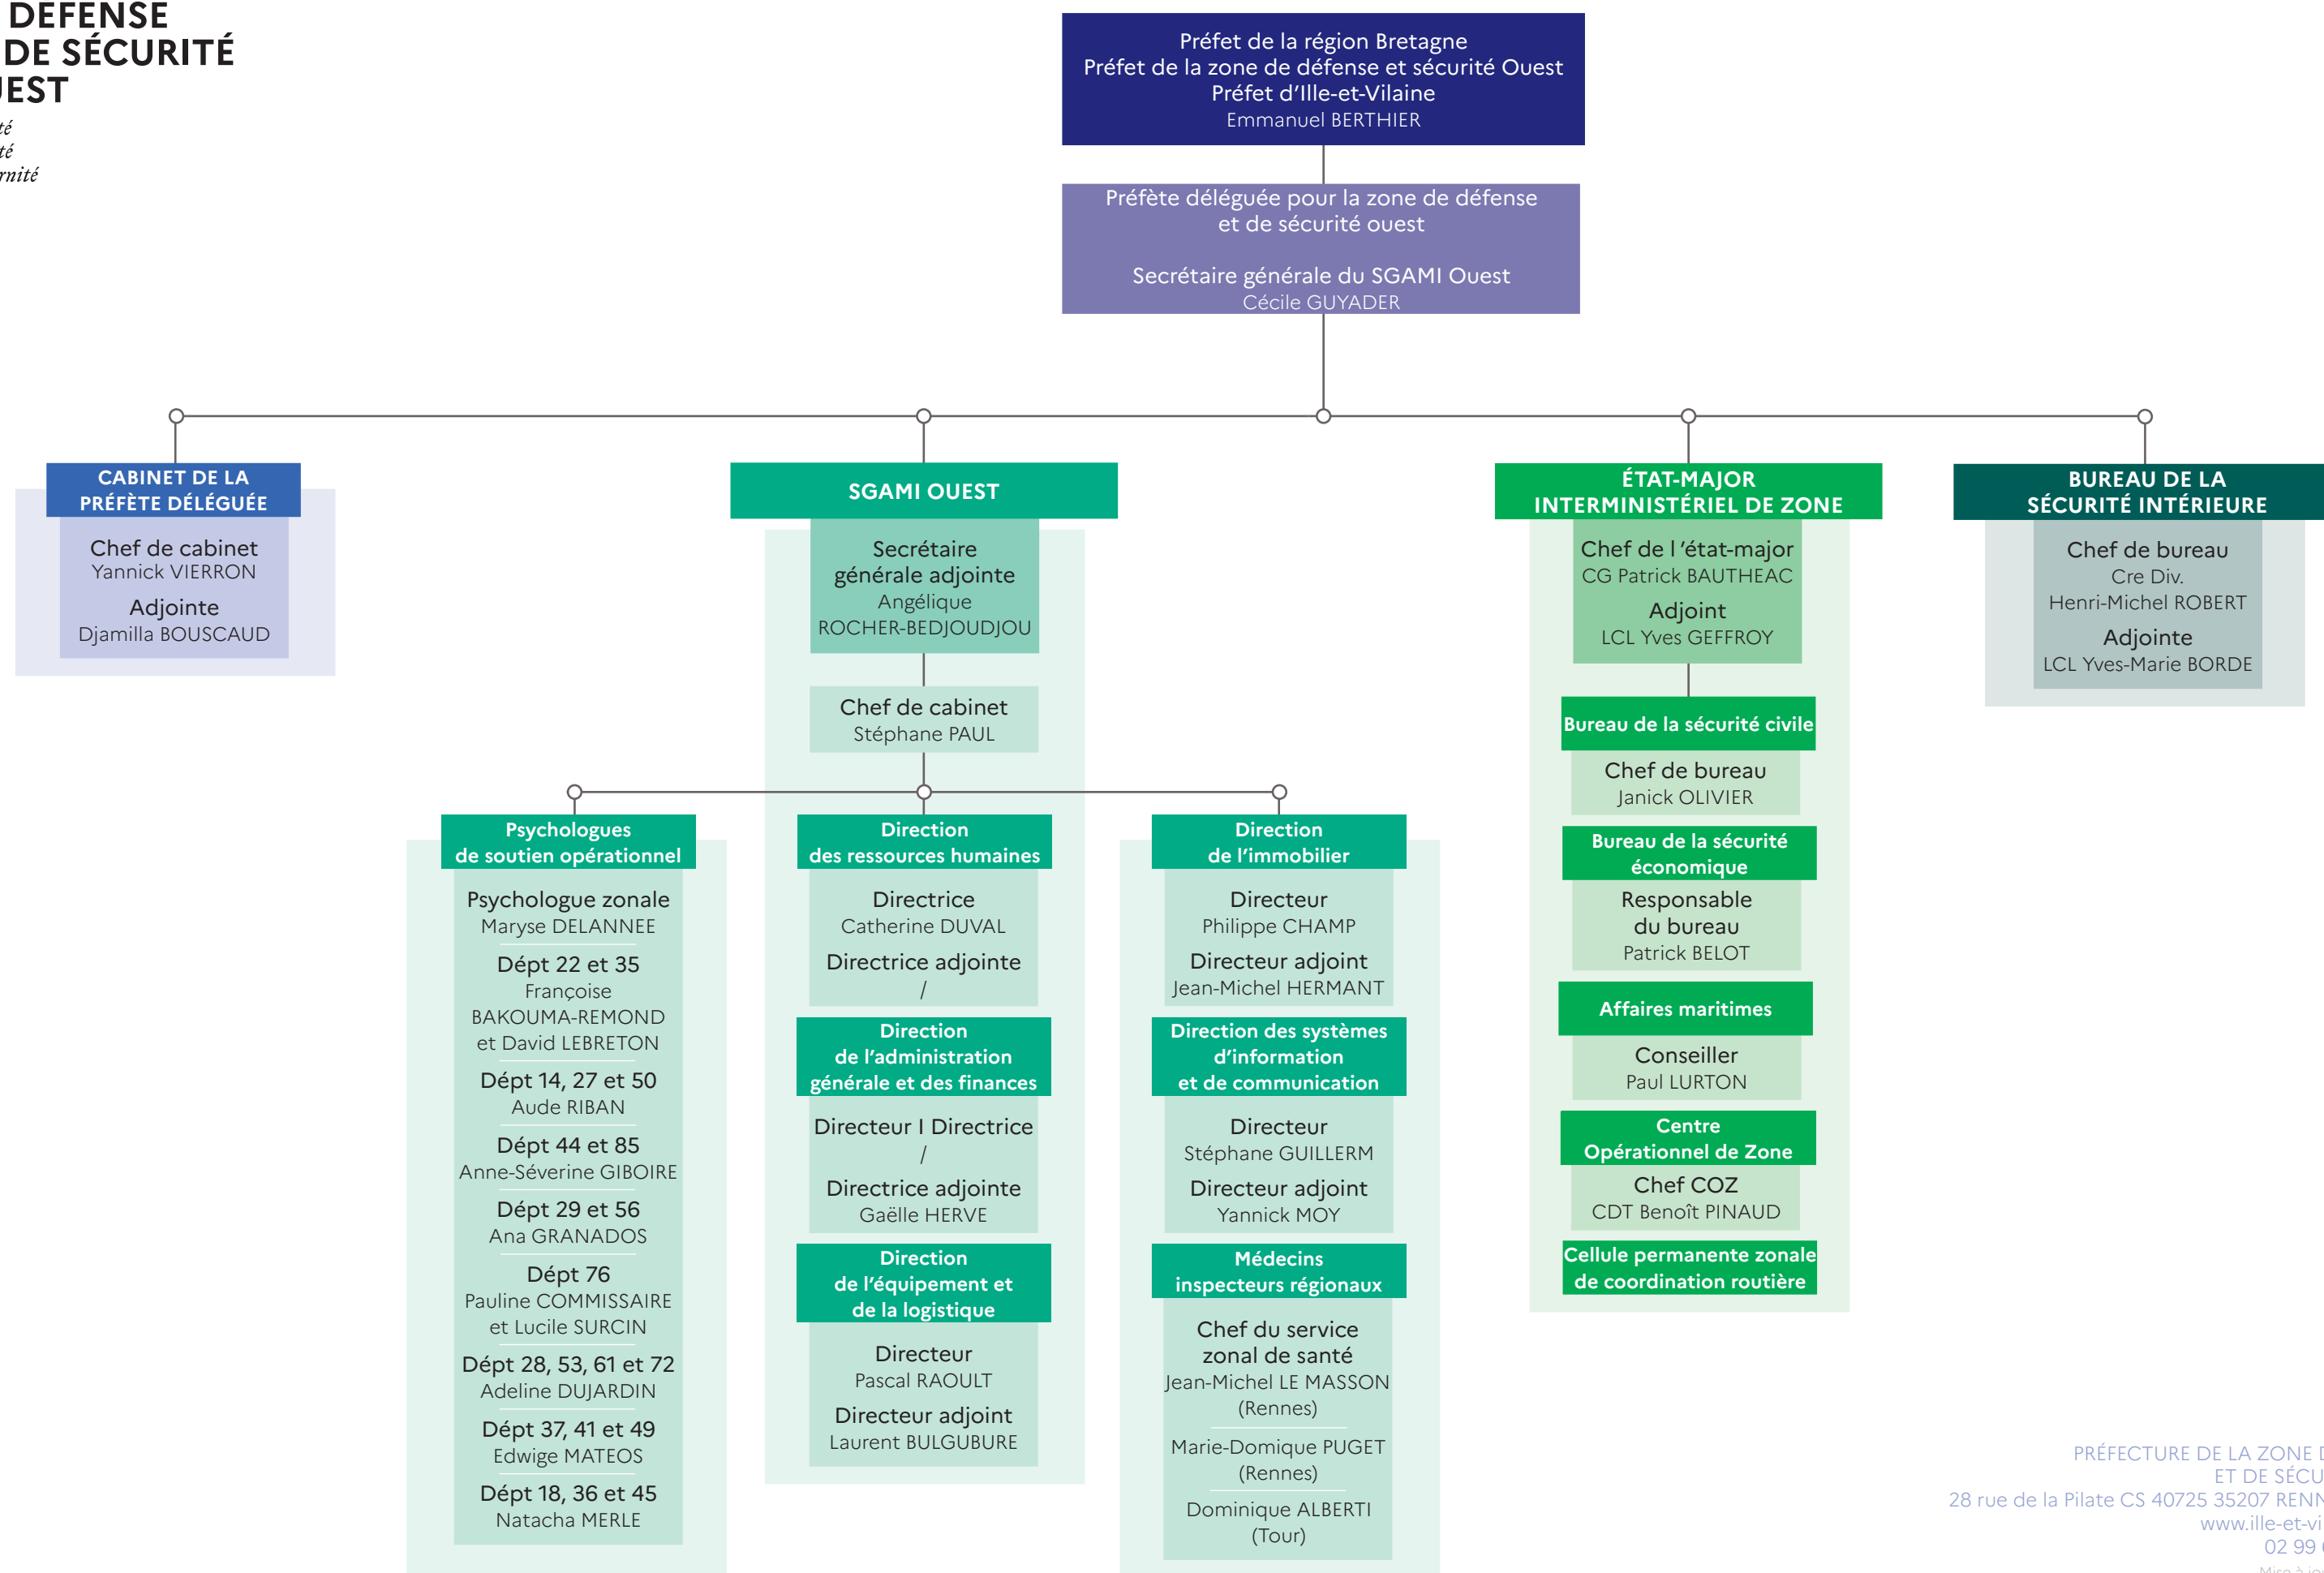 DEFENSE
DE SÉCURITÉ
Préfet de la région Bretagne
Préfet de la zone de défense et sécurité Ouest
Préfet d’Ille-et-Vilaine
Emmanuel BERTHIER
Préfète déléguée pour la zone de défense
et de sécurité ouest
Secrétaire générale du SGAMI Ouest
Cécile GUYADER
CABINET DE LA
PRÉFÈTE DÉLÉGUÉE
Chef de cabinet
Yannick VIERRON
Adjointe
Djamilla BOUSCAUD
SGAMI OUEST
Secrétaire
générale adjointe
Angélique
ROCHER-BEDJOUDJOU
Chef de cabinet
Stéphane PAUL
Psychologues
de soutien opérationnel
Psychologue zonale
Maryse DELANNEE
Dépt 22 et 35
Françoise
BAKOUMA-REMOND
et David LEBRETON
Dépt 14, 27 et 50
Aude RIBAN
Dépt 44 et 85
Anne-Séverine GIBOIRE
Dépt 29 et 56
Ana GRANADOS
Dépt 76
Pauline COMMISSAIRE
et Lucile SURCIN
Dépt 28, 53, 61 et 72
Adeline DUJARDIN
Dépt 37, 41 et 49
Edwige MATEOS
Dépt 18, 36 et 45
Natacha MERLE
Direction
des ressources humaines
Directrice
Catherine DUVAL
Directrice adjointe
/
Direction
de l’administration
générale et des finances
Directeur I Directrice
/
Directrice adjointe
Gaëlle HERVE
Direction
de l’équipement et
de la logistique
Directeur
Pascal RAOULT
Directeur adjoint
Laurent BULGUBURE
Direction
de l’immobilier
Directeur
Philippe CHAMP
Directeur adjoint
Jean-Michel HERMANT
Direction des systèmes
d’information
et de communication
Directeur
Stéphane GUILLERM
Directeur adjoint
Yannick MOY
Médecins
inspecteurs régionaux
Chef du service
zonal de santé
Jean-Michel LE MASSON
(Rennes)
Marie-Domique PUGET
(Rennes)
Dominique ALBERTI
(Tour)
ÉTAT-MAJOR
INTERMINISTÉRIEL DE ZONE
Chef de l ’état-major
CG Patrick BAUTHEAC
Adjoint
LCL Yves GEFFROY
Bureau de la sécurité civile
Chef de bureau
Janick OLIVIER
Bureau de la sécurité
économique
Responsable
du bureau
Patrick BELOT
Affaires maritimes
Conseiller
Paul LURTON
Centre
Opérationnel de Zone
Chef COZ
CDT Benoît PINAUD
Cellule permanente zonale
de coordination routière
BUREAU DE LA
SÉCURITÉ INTÉRIEURE
Chef de bureau
Cre Div.
Henri-Michel ROBERT
Adjointe
LCL Yves-Marie BORDE
PRÉFECTURE DE LA ZONE
ET DE
28 rue de la Pilate CS 40725 35207
www.ille-et-vi
02 99